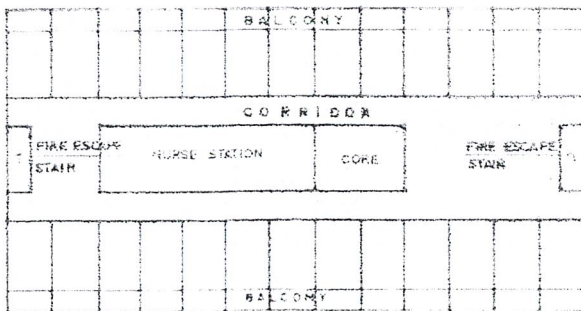 BALCONY
CORRIDOR
FIRE ESCAPE
STAIR
NURSE STATION
CORE
FIRE ESCAPE
STAIR
BALCONY